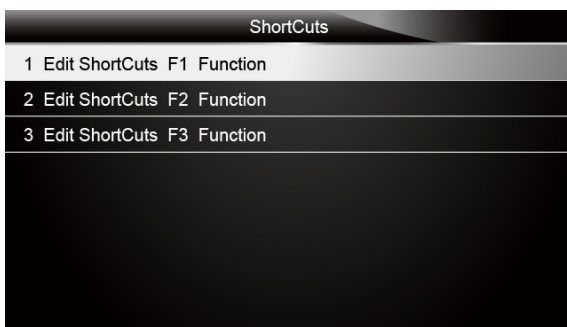 ShortCuts
1 Edit ShortCuts F1 Function
2 Edit ShortCuts F2 Function
3 Edit ShortCuts F3 Function